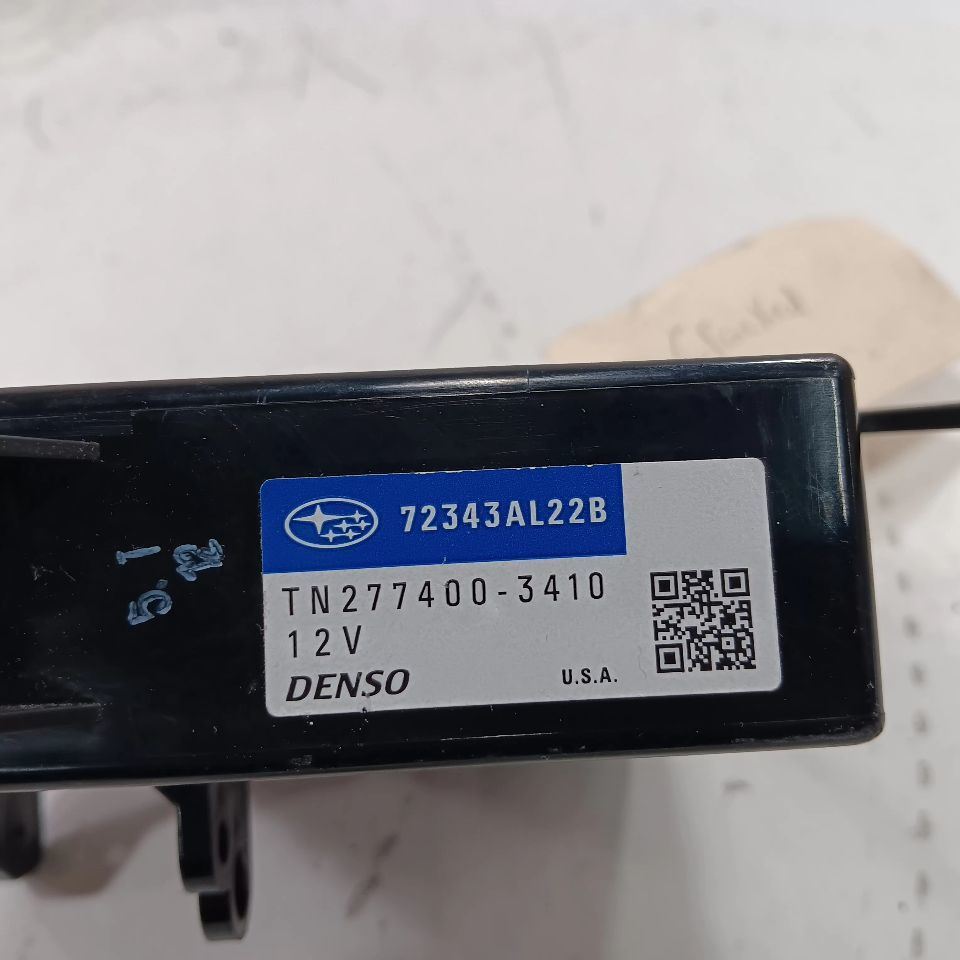 72343AL22B
TN277400-3410
12V
DENSO
U.S.A.